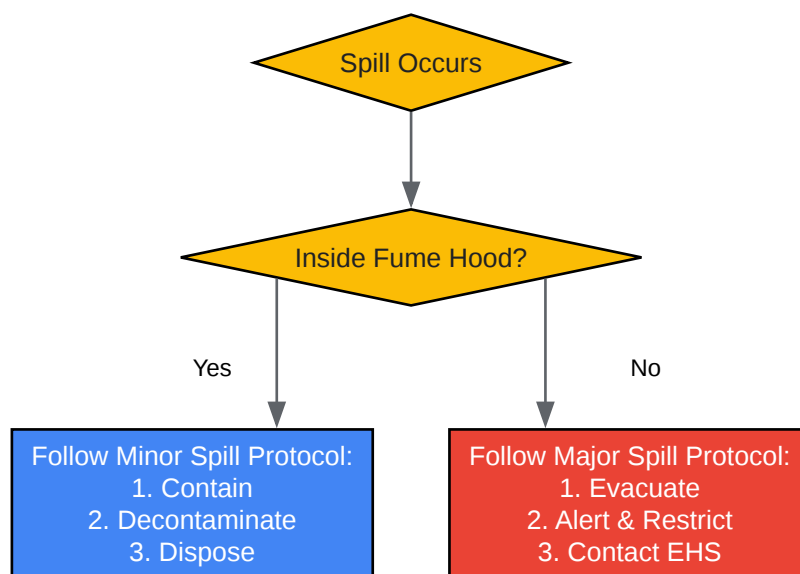 Spill Occurs
Inside Fume Hood?
Yes
No
Follow Minor Spill Protocol:
1. Contain
2. Decontaminate
3. Dispose
Follow Major Spill Protocol:
1. Evacuate
2. Alert & Restrict
3. Contact EHS